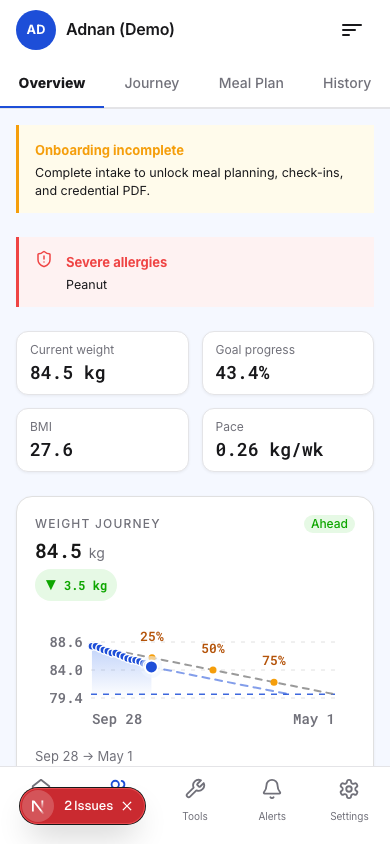 AD Adnan (Demo)
Overview Journey Meal Plan History
Onboarding incomplete
Complete intake to unlock meal planning, check-ins,
and credential PDF.
Severe allergies
Peanut
Current weight
84.5 kg
Goal progress
43.4%
BMI
27.6
Pace
0.26 kg/wk
WEIGHT JOURNEY Ahead
84.5 kg
▼ 3.5 kg
88.6
84.0
79.4
25%
50%
75%
Sep 28 May 1
Sep 28 → May 1
N 2 Issues ×
Tools Alerts Settings